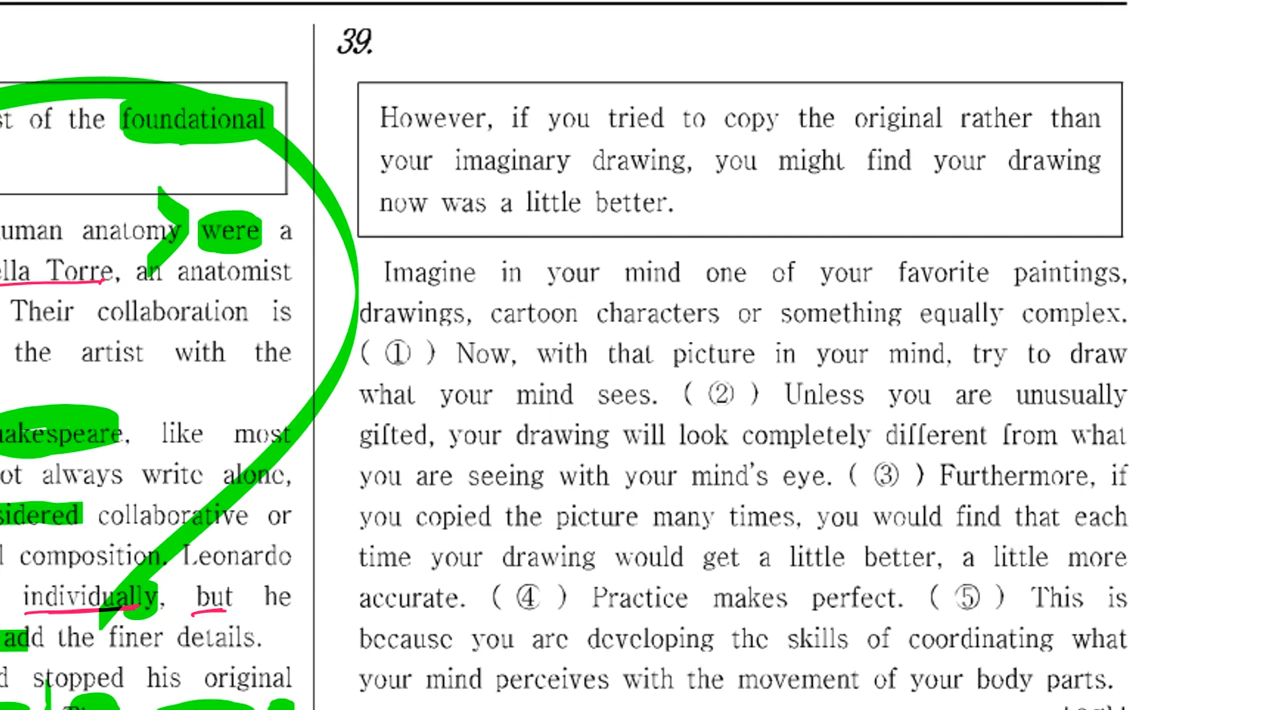 st of the foundational
uman anatomy were a
ella Torre, an anatomist
Their collaboration is
the artist with the
akespeare, like most
ot always write alone,
sidered collaborative or
l composition. Leonardo
individually, but he
add the finer details.
d stopped his original
39.
However, if you tried to copy the original rather than
your imaginary drawing, you might find your drawing
now was a little better.
Imagine in your mind one of your favorite paintings,
drawings, cartoon characters or something equally complex.
( ① ) Now, with that picture in your mind, try to draw
what your mind sees. ( ② ) Unless you are unusually
gifted, your drawing will look completely different from what
you are seeing with your mind's eye. ( ③ ) Furthermore, if
you copied the picture many times, you would find that each
time your drawing would get a little better, a little more
accurate. ( ④ ) Practice makes perfect. ( ⑤ ) This is
because you are developing the skills of coordinating what
your mind perceives with the movement of your body parts.